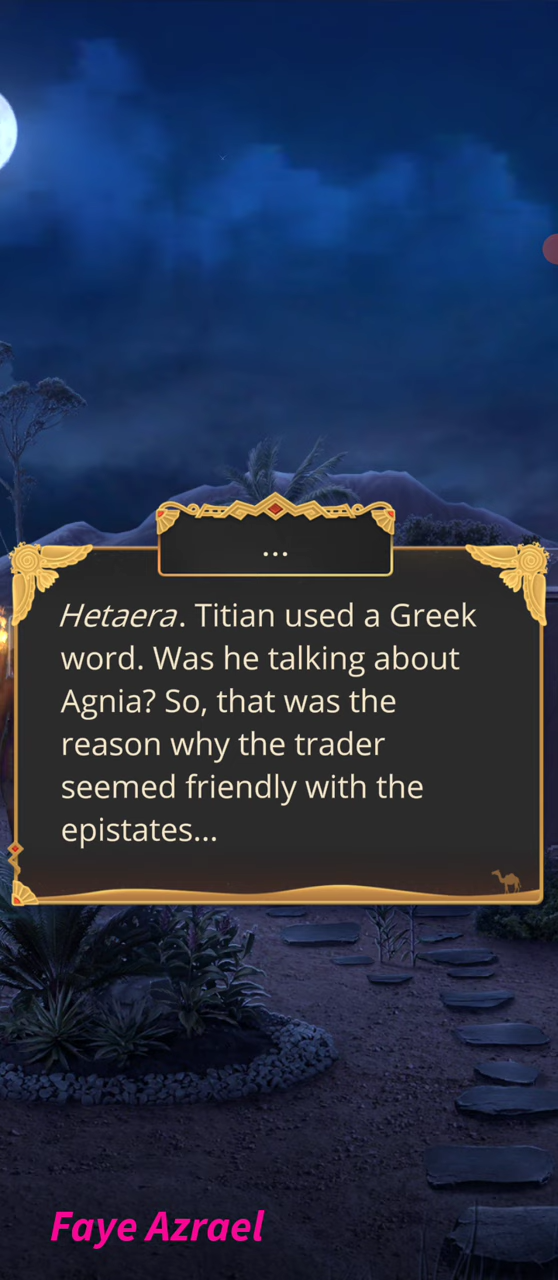 ...
Hetaera. Titian used a Greek
word. Was he talking about
Agnia? So, that was the
reason why the trader
seemed friendly with the
epistates...
Faye Azrael